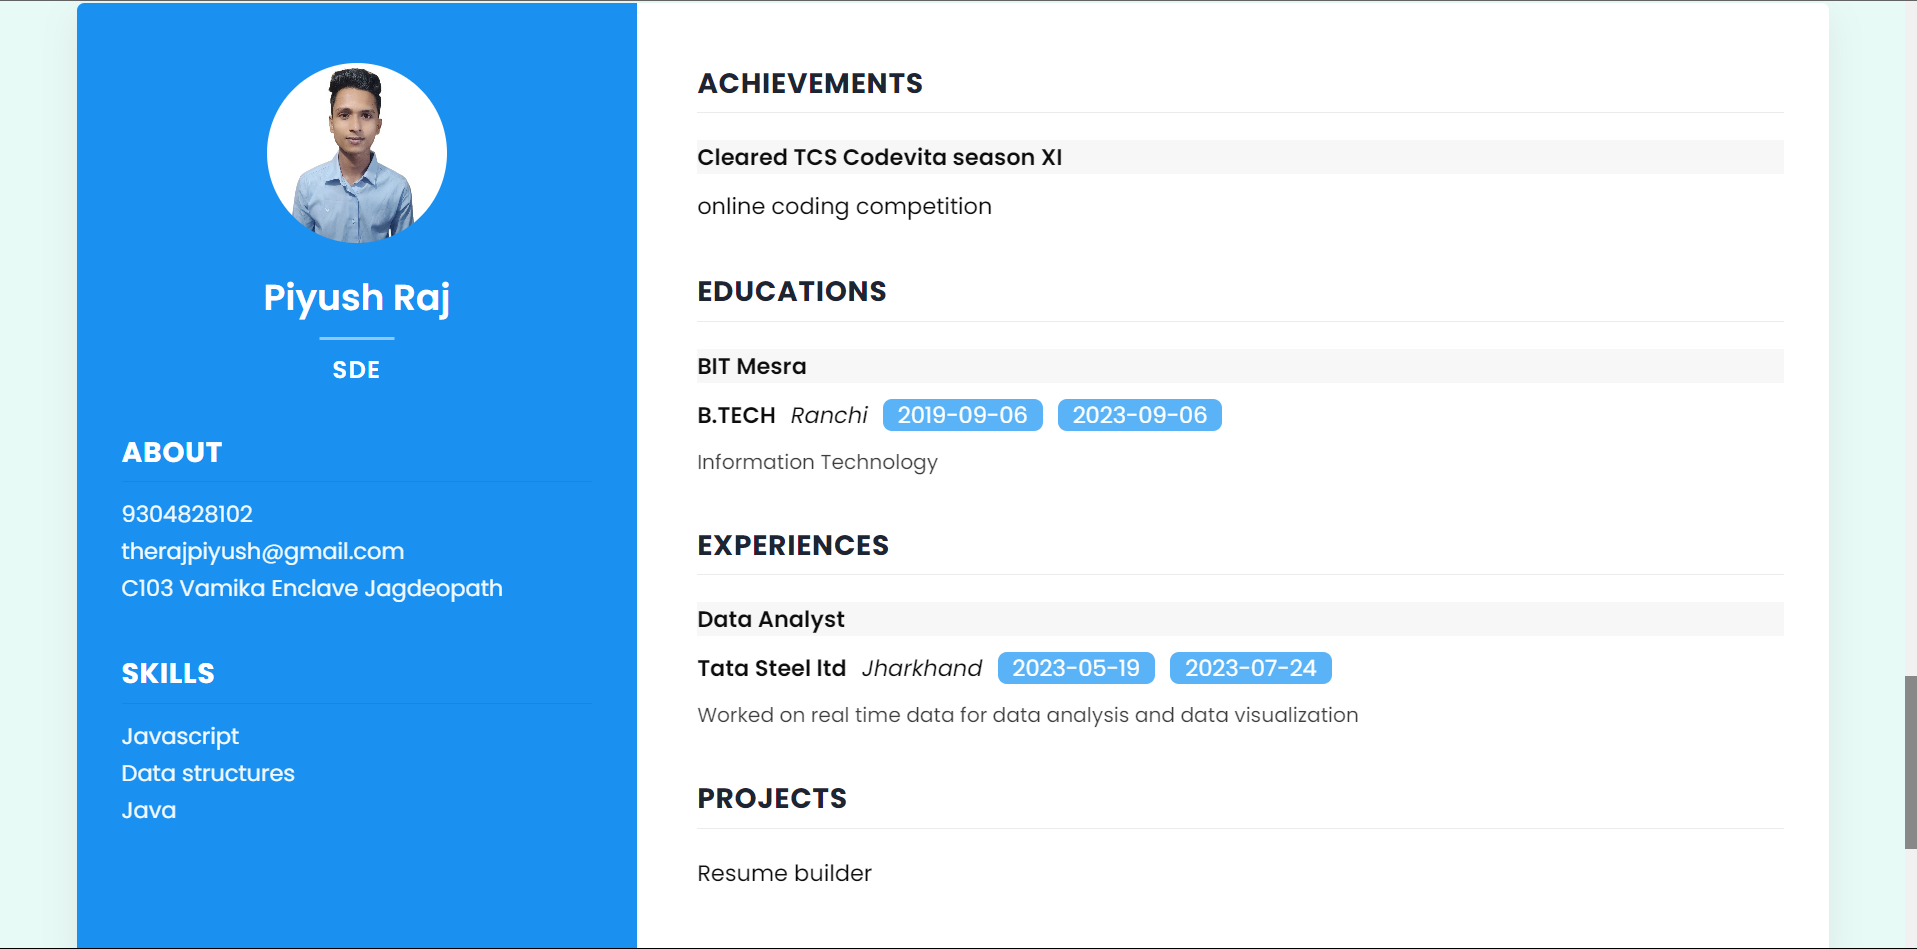 Piyush Raj
SDE
ABOUT
9304828102
therajpiyush@gmail.com
C103 Vamika Enclave Jagdeopath
SKILLS
Javascript
Data structures
Java
ACHIEVEMENTS
Cleared TCS Codevita season XI
online coding competition
EDUCATIONS
BIT Mesra
B.TECH Ranchi 2019-09-06 2023-09-06
Information Technology
EXPERIENCES
Data Analyst
Tata Steel ltd Jharkhand 2023-05-19 2023-07-24
Worked on real time data for data analysis and data visualization
PROJECTS
Resume builder